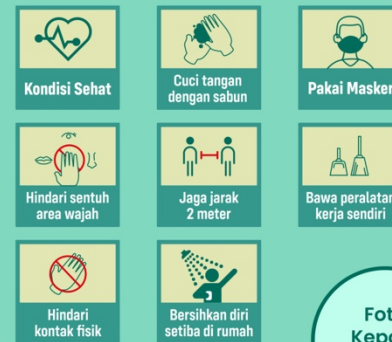 Kondisi Sehat
Cuci tangan
dengan sabun
Pakai Masker
Hindari sentuh
area wajah
Jaga jarak
2 meter
Bawa peralatan
kerja sendiri
Hindari
kontak fisik
Bersihkan diri
setiba di rumah